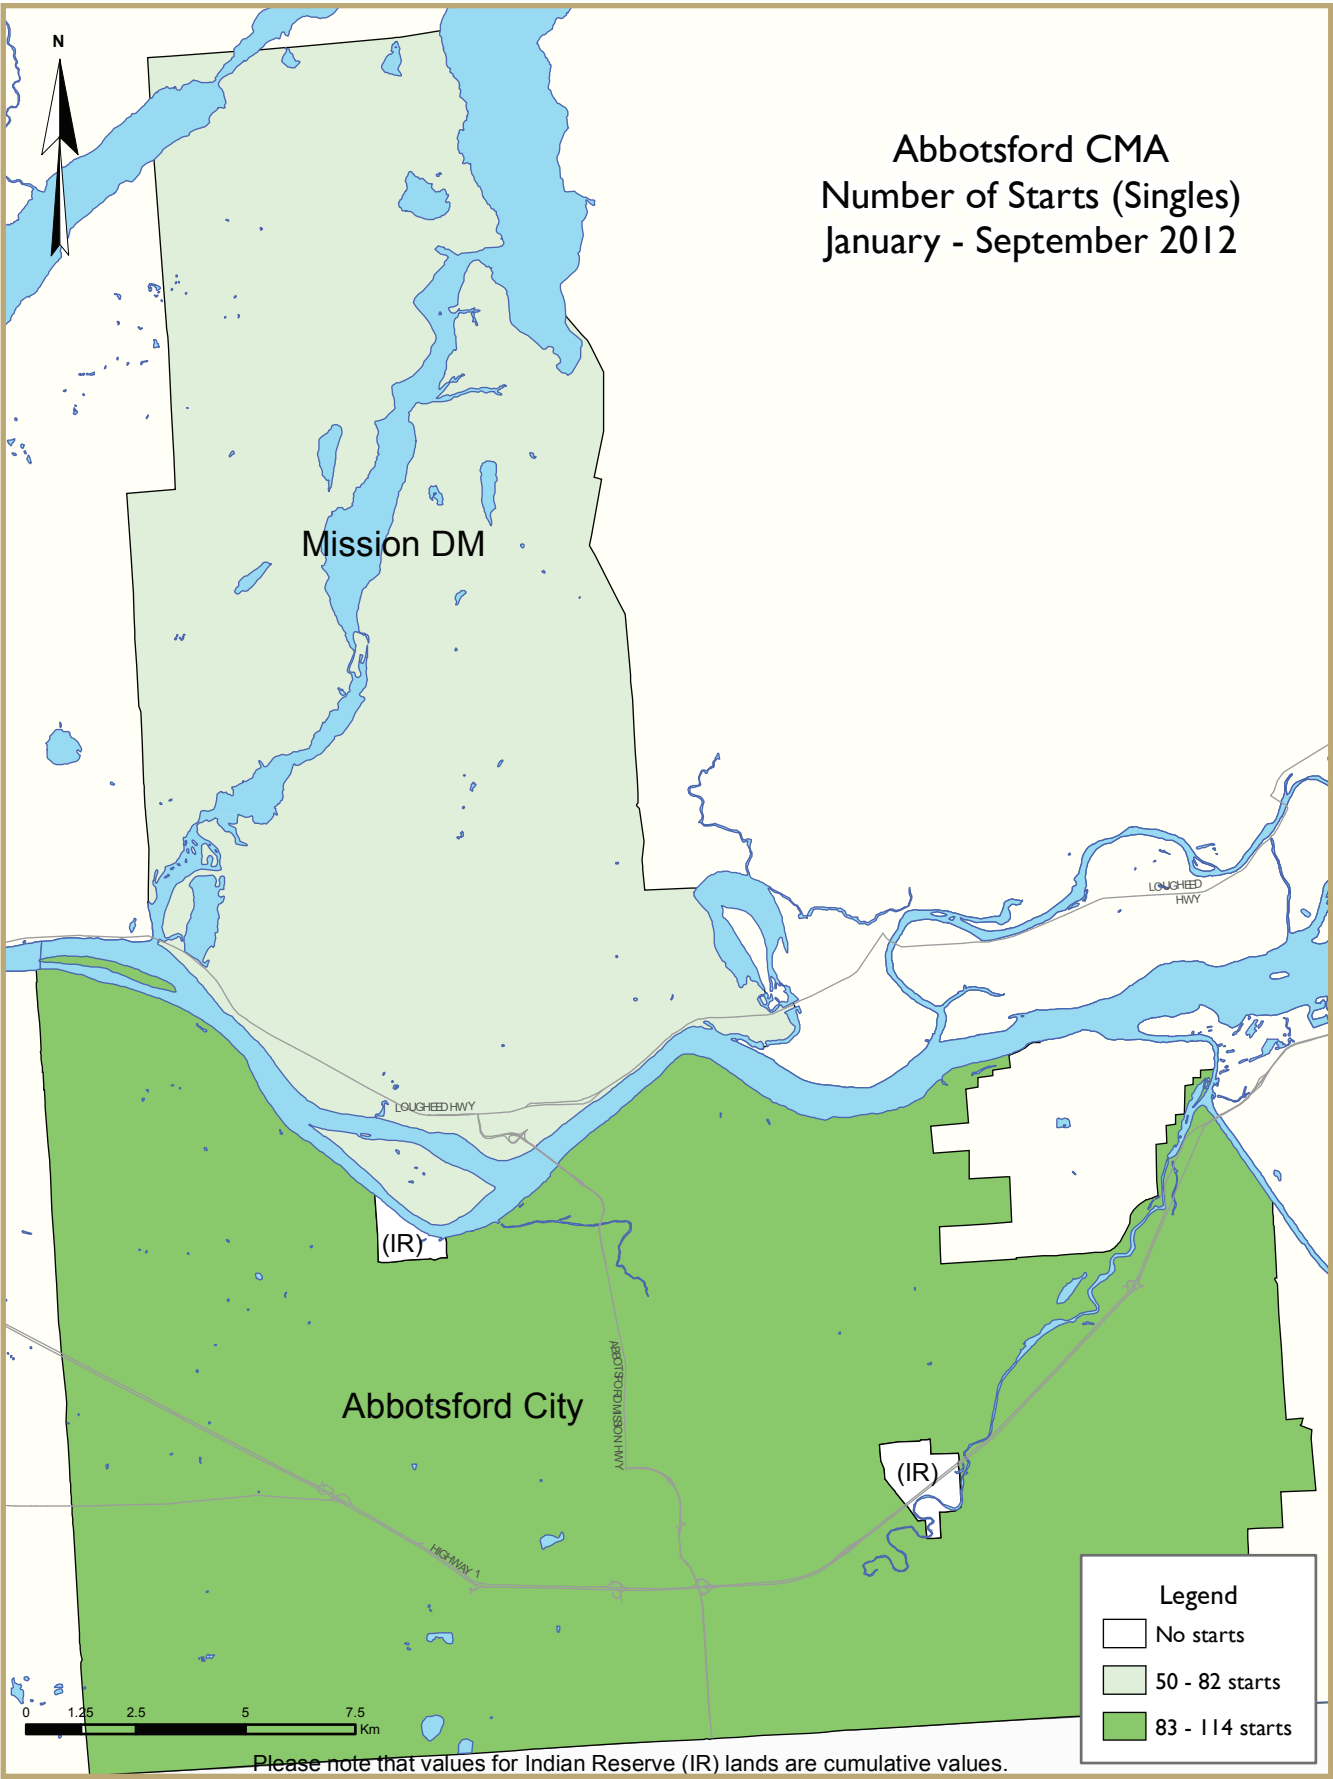 N
Abbotsford CMA
Number of Starts (Singles)
January - September 2012
Mission DM
LOUGHEED
HWY
LOUGHEED HWY
(IR)
ABBOTSFORD MISSION HWY
Abbotsford City
(IR)
HIGHWAY 1
Legend
No starts
50 - 82 starts
83 - 114 starts
0 1.25 2.5 5 7.5
Km
Please note that values for Indian Reserve (IR) lands are cumulative values.